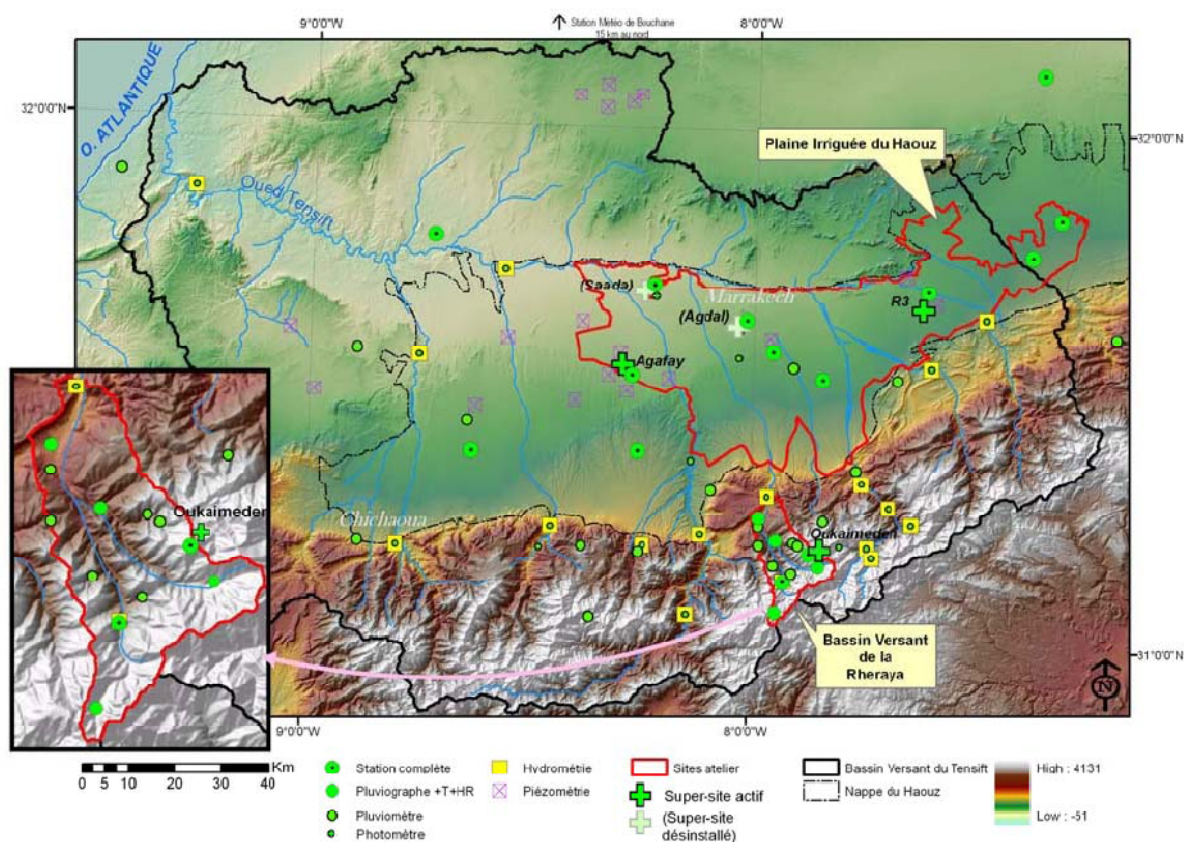 Station Météo de Bouchane
15 km au nord
9°0'0"W
8°0'0"W
O. ATLANTIQUE
32°0'0"N
32°0'0"N
Plaine Irriguée du Haouz
Oued Tensift
(Saada)
Marrakech
R3
(Agdal)
Agafay
Oukaimeden
Chichaoua
Oukaimeden
Bassin Versant
de la
Rheraya
31°0'0"N
N
9°0'0"W
8°0'0"W
Km
0 5 10 20 30 40
Station complète
Pluviographe +T+HR
Pluviomètre
Photomètre
Hydrométrie
Piézométrie
Sites atelier
Super-site actif
(Super-site
désinstallé)
Bassin Versant du Tensift
Nappe du Haouz
High : 4131
Low : -51